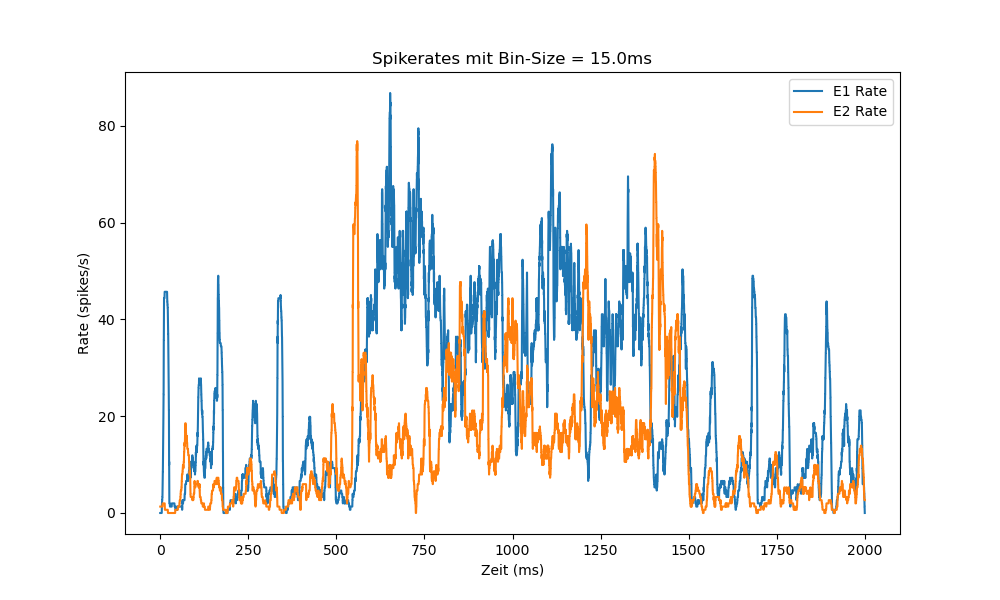 Spikerates mit Bin-Size = 15.0ms
E1 Rate
E2 Rate
80
60
40
20
0
Rate (spikes/s)
0 250 500 750 1000 1250 1500 1750 2000
Zeit (ms)